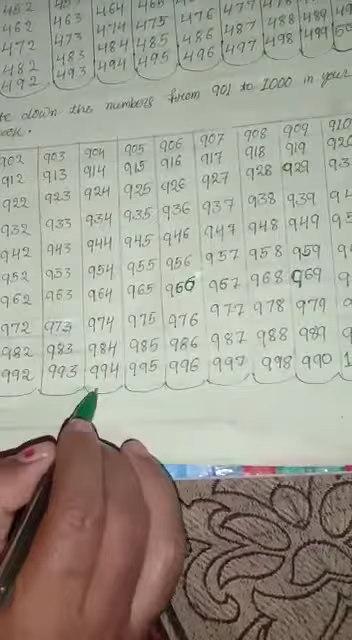 452 462 464 465
462 463 474 475 476 477 478
472 473 484 485 486 487 488 489
482 483 494 495 496 497 498 499
492 493
te down the numbers from 901 to 1000 in your
902 903 904 905 906 907 908 909 910
912 913 914 915 916 917 918 919 920
922 923 924 925 926 927 928 929
932 933 934 935 936 937 938 939
942 943 944 945 946 947 948 949
952 953 954 955 956 957 958 959
962 963 964 965 966 967 968 969
972 973 974 975 976 977 978 979
982 983 984 985 986 987 988 989
992 993 994 995 996 997 998 990